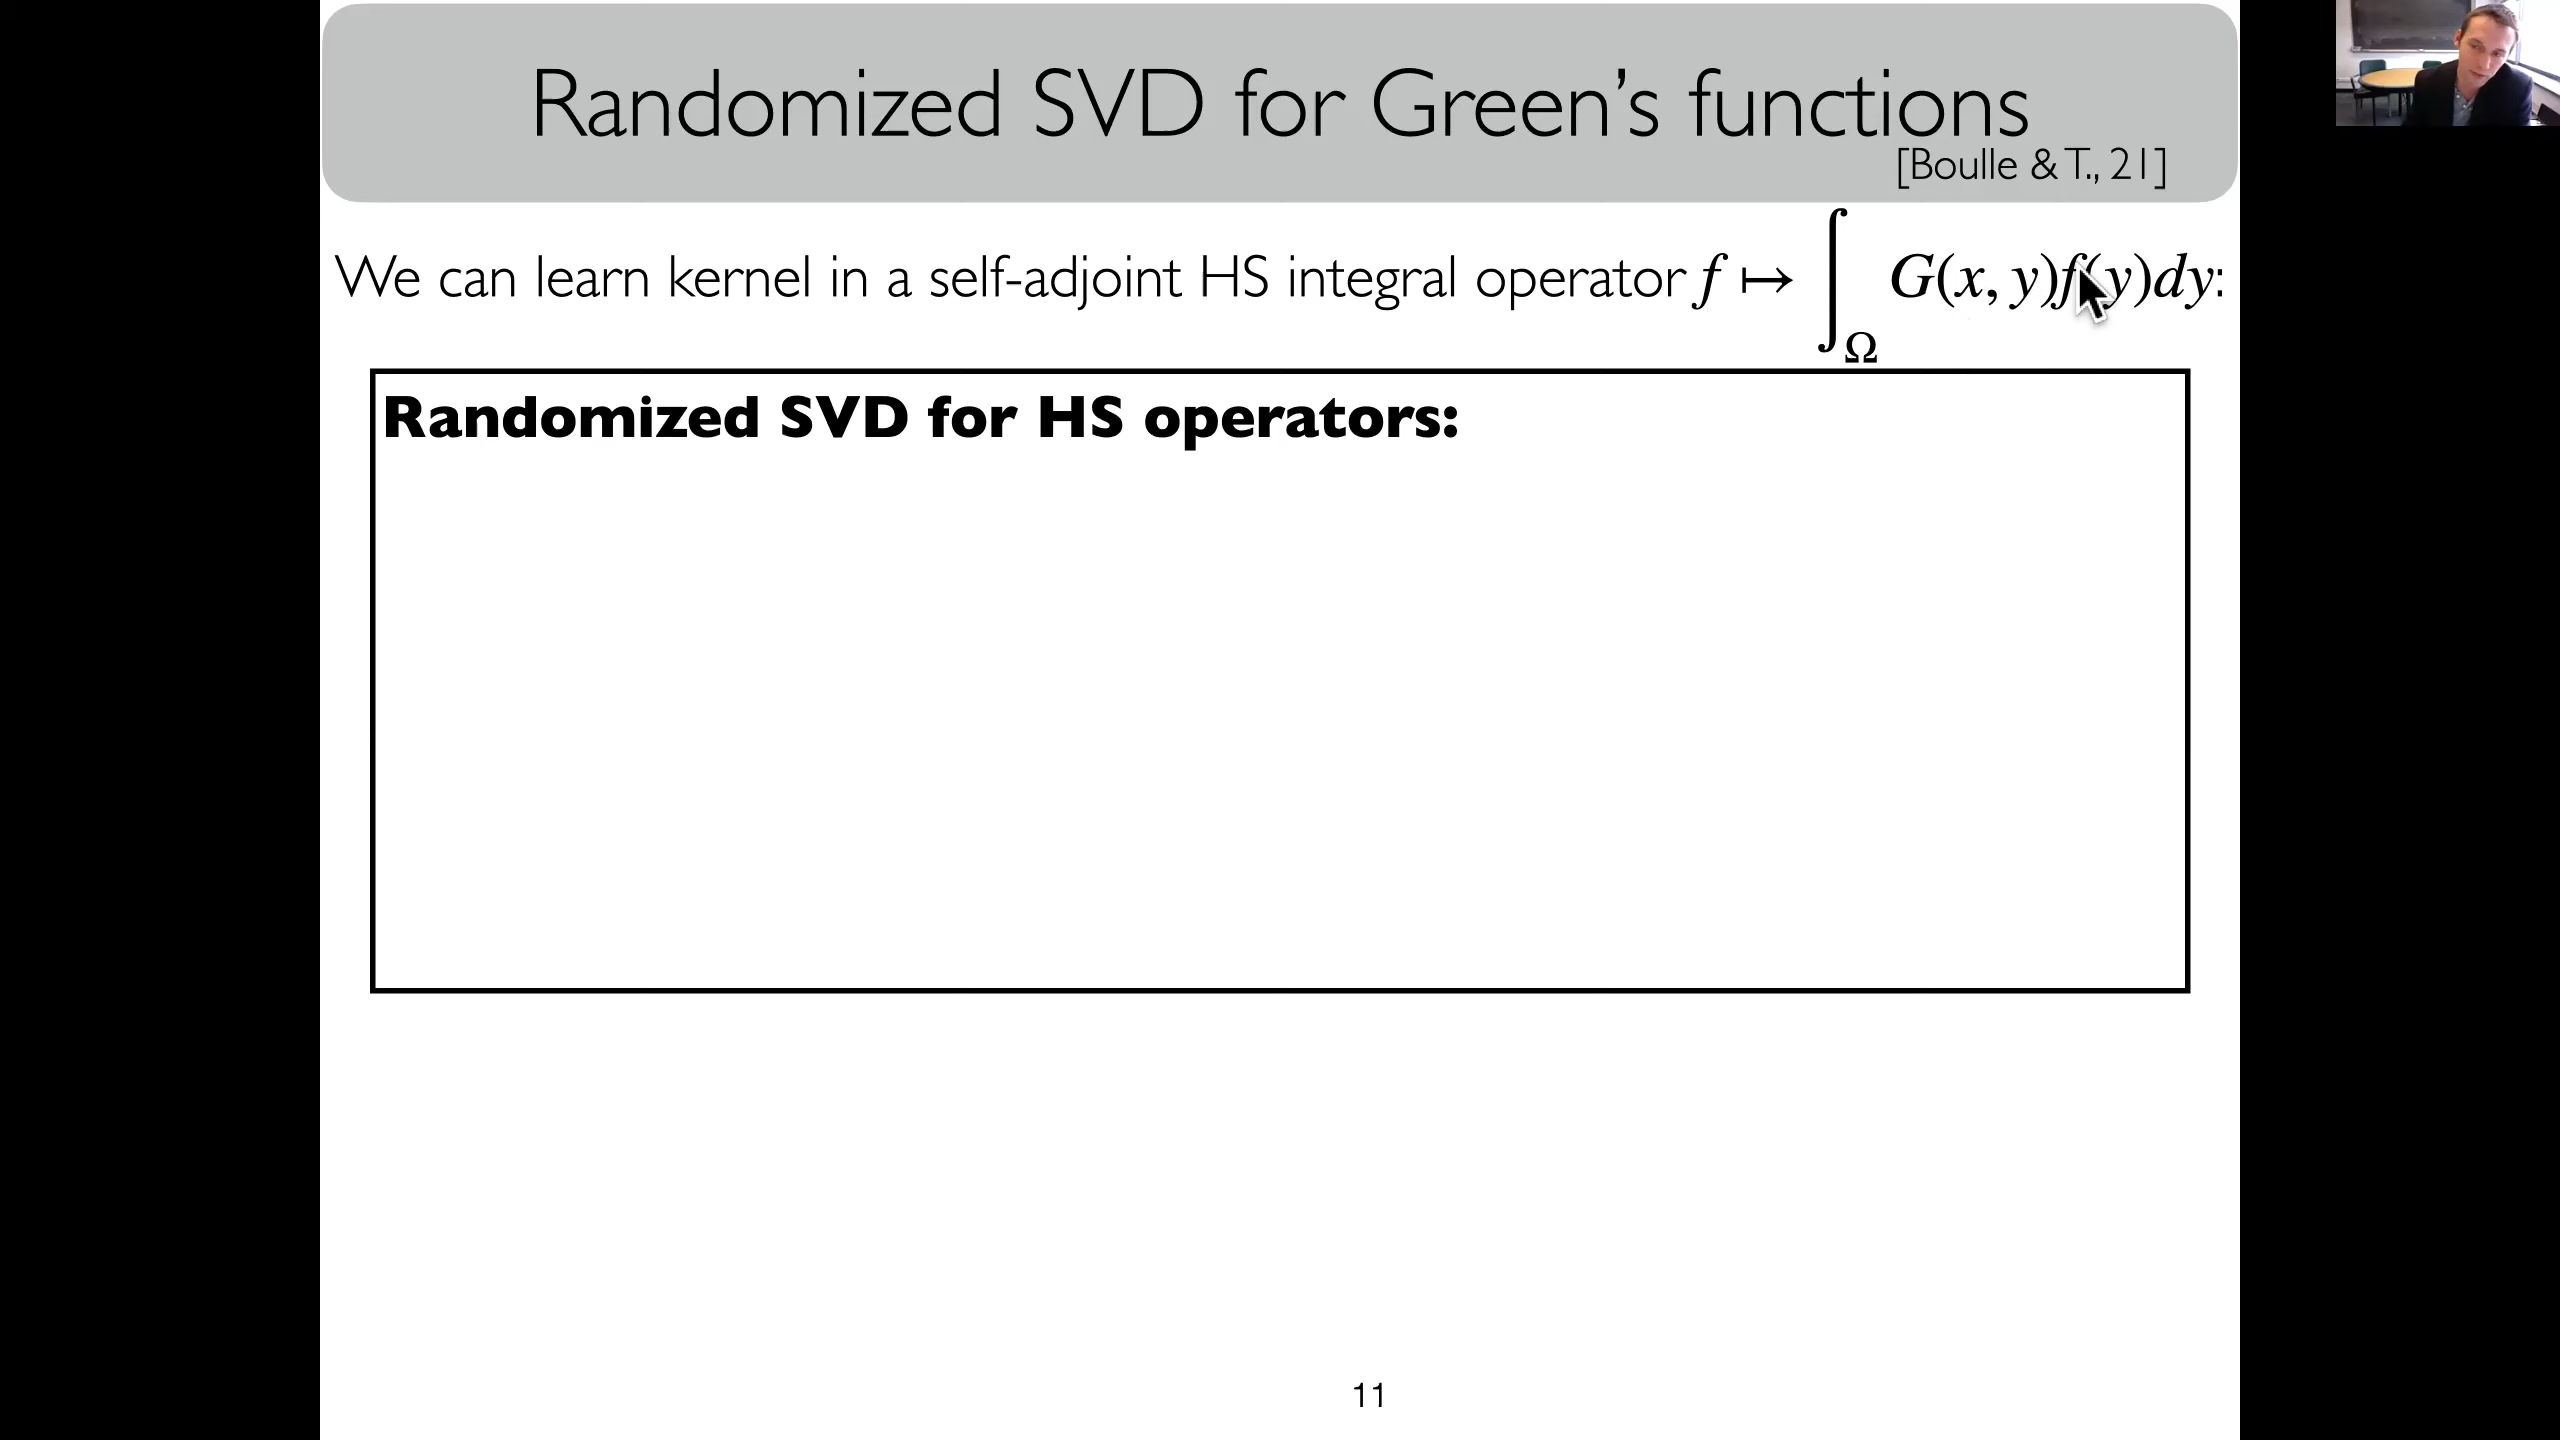 Randomized SVD for Green’s functions
[Boulle & T., 21]
We can learn kernel in a self-adjoint HS integral operator f ↦ ∫_Ω G(x, y)f(y)dy:
Randomized SVD for HS operators:
11